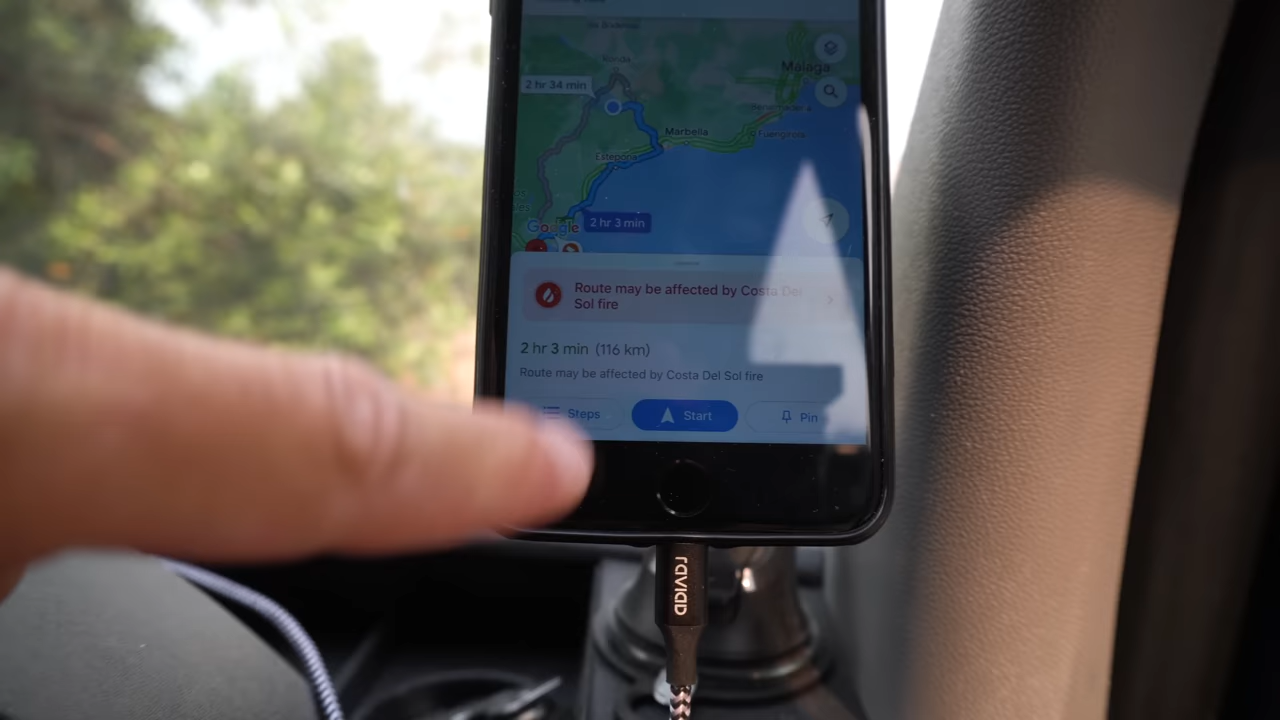 Ronda
Málaga
2 hr 34 min
Marbella
Fuengirola
Estepona
Google
2 hr 3 min
Route may be affected by Costa Del
Sol fire
2 hr 3 min (116 km)
Route may be affected by Costa Del Sol fire
Steps
Start
Pin
raviad